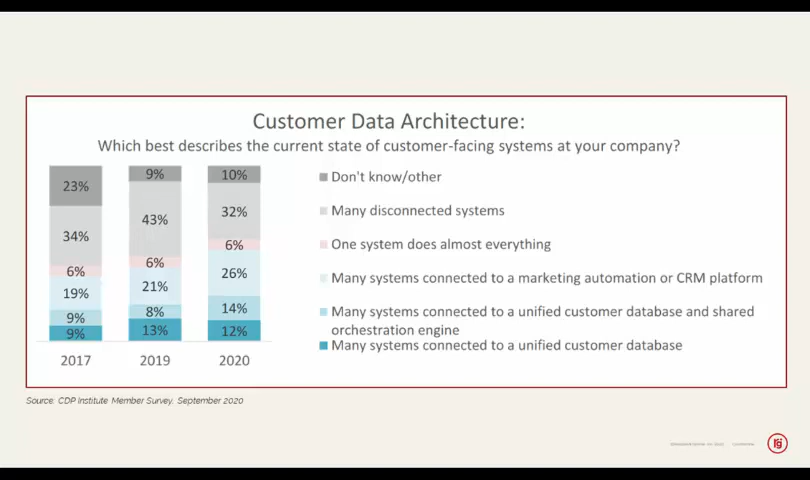 Customer Data Architecture:
Which best describes the current state of customer-facing systems at your company?
23%
34%
6%
19%
9%
9%
2017
9%
43%
6%
21%
8%
13%
2019
10%
32%
6%
26%
14%
12%
2020
Don't know/other
Many disconnected systems
One system does almost everything
Many systems connected to a marketing automation or CRM platform
Many systems connected to a unified customer database and shared
orchestration engine
Many systems connected to a unified customer database
Source: CDP Institute Member Survey, September 2020